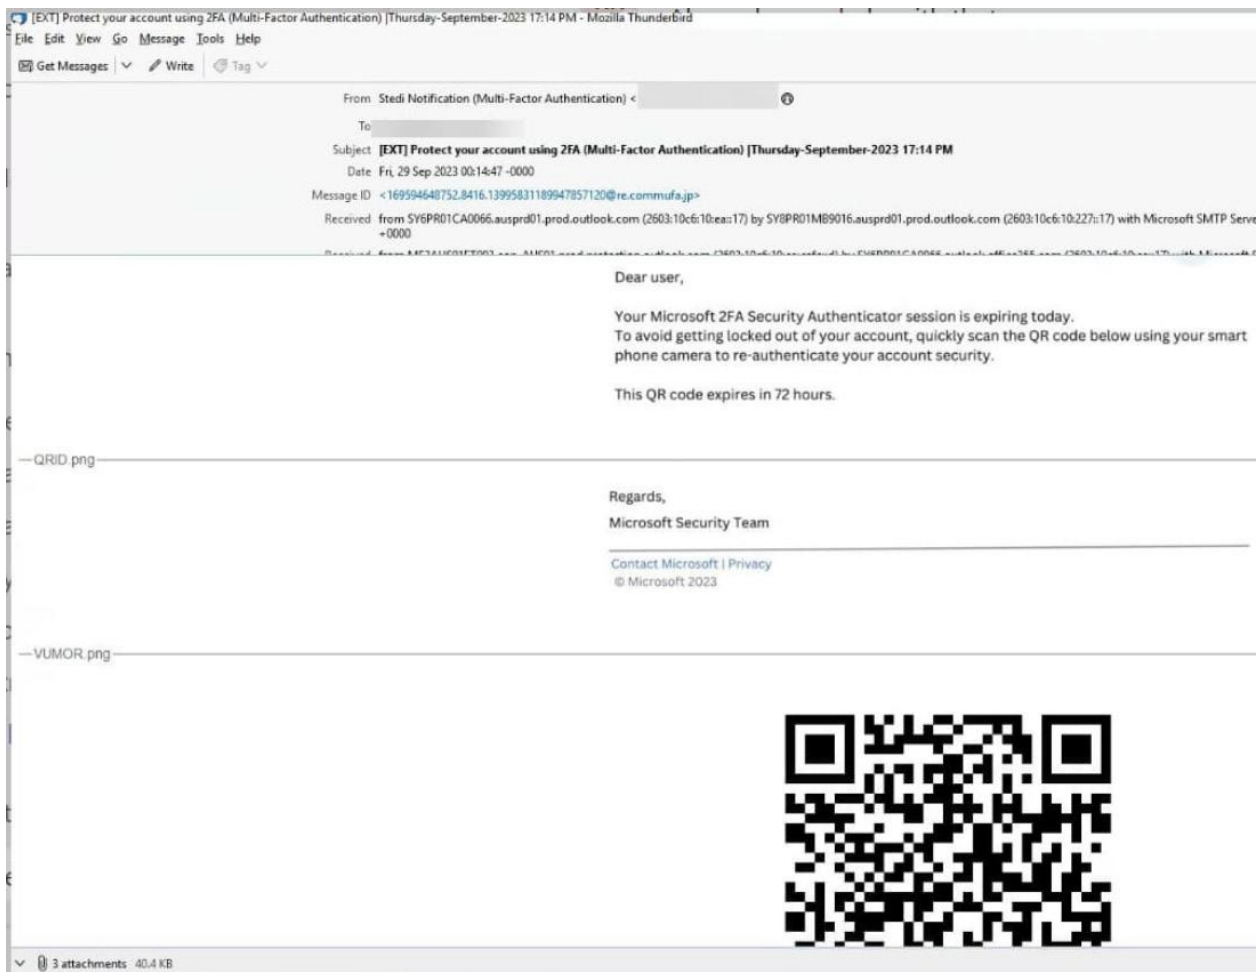 [EXT] Protect your account using 2FA (Multi-Factor Authentication) |Thursday-September-2023 17:14 PM - Mozilla Thunderbird
File Edit View Go Message Tools Help
Get Messages Write Tag
From Stedi Notification (Multi-Factor Authentication) <
To
Subject [EXT] Protect your account using 2FA (Multi-Factor Authentication) |Thursday-September-2023 17:14 PM
Date Fri, 29 Sep 2023 00:14:47 -0000
Message ID <169594648752.8416.13995831189947857120@re.commufa.jp>
Received from SY6PR01CA0066.ausprd01.prod.outlook.com (2603:10c6:10:ea::17) by SY8PR01MB9016.ausprd01.prod.outlook.com (2603:10c6:10:227::17) with Microsoft SMTP Serve
+0000
Dear user,
Your Microsoft 2FA Security Authenticator session is expiring today.
To avoid getting locked out of your account, quickly scan the QR code below using your smart
phone camera to re-authenticate your account security.
This QR code expires in 72 hours.
QRID.png
Regards,
Microsoft Security Team
Contact Microsoft | Privacy
© Microsoft 2023
VUMOR.png
3 attachments 40.4 KB